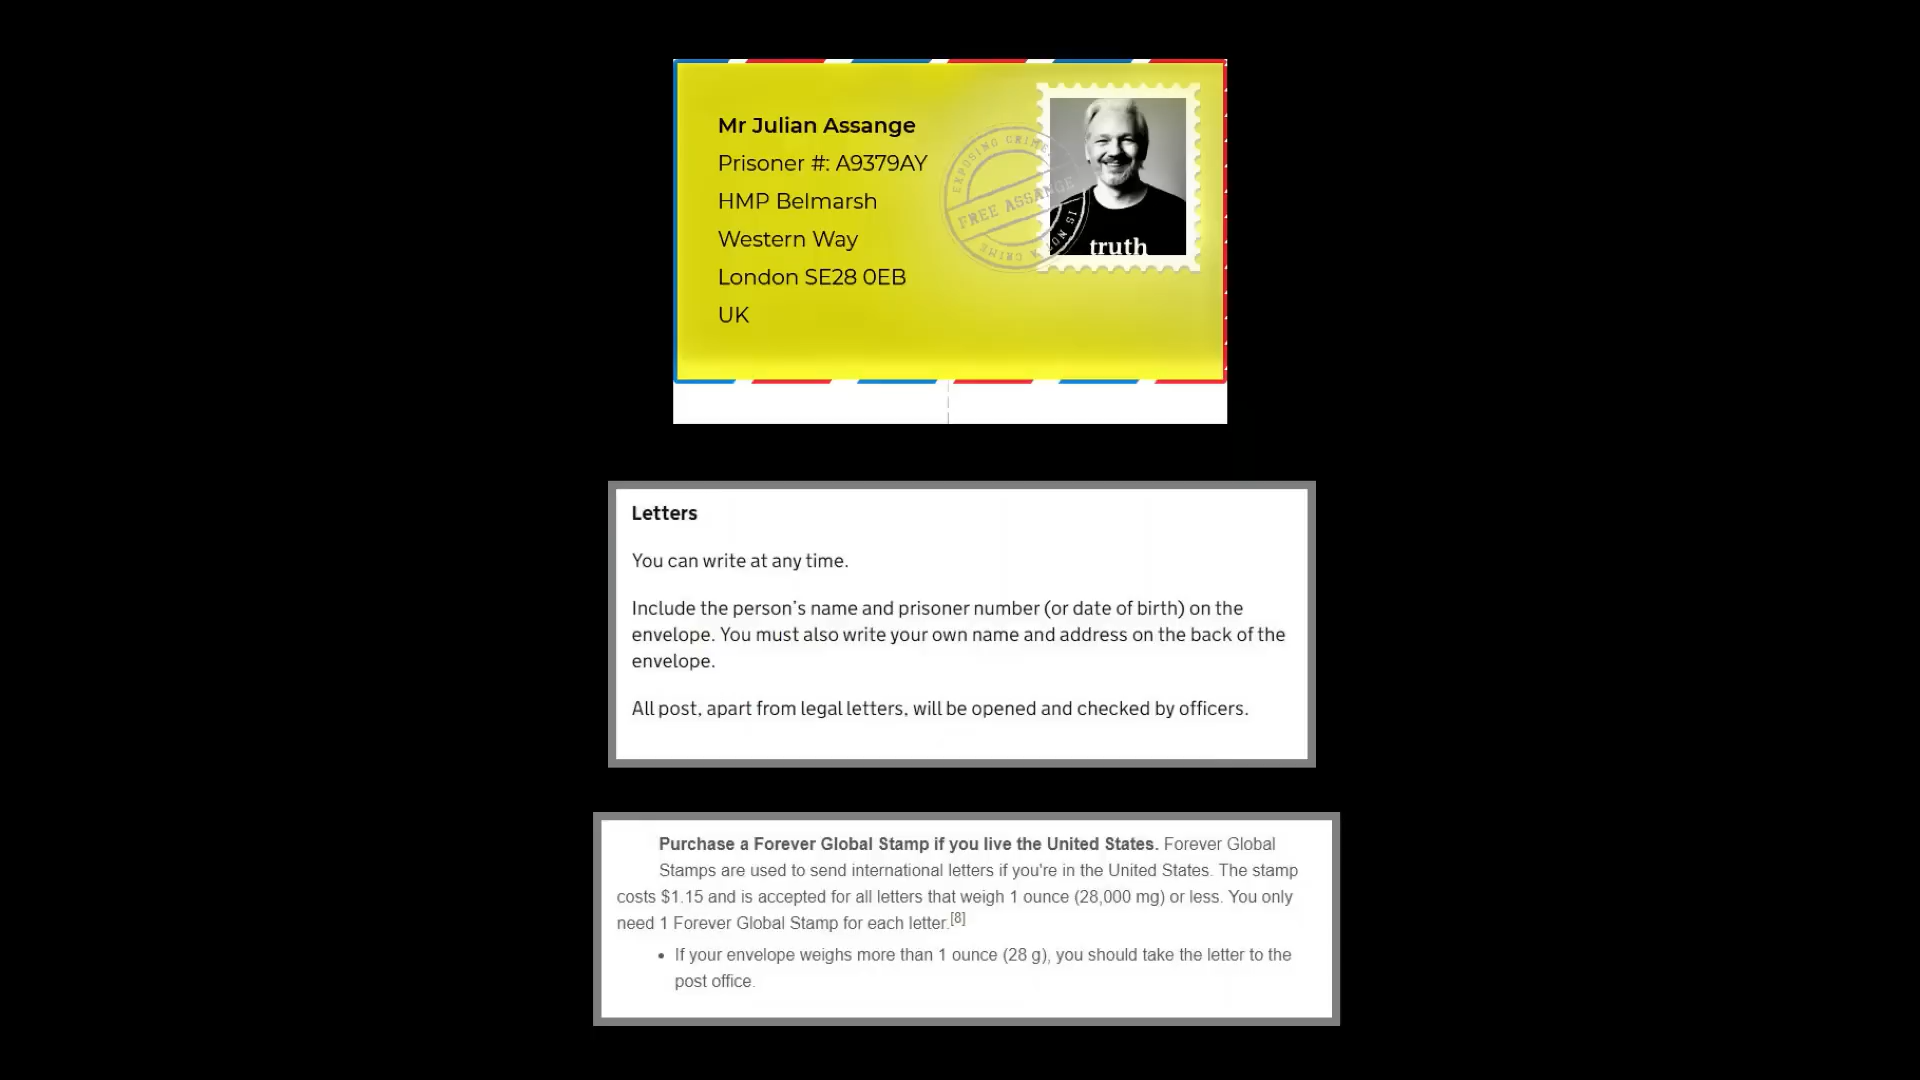 Mr Julian Assange
Prisoner #: A9379AY
HMP Belmarsh
Western Way
London SE28 0EB
UK
EXPOSING CRIME
FREE ASSANGE
IS NOT A CRIME
truth
Letters
You can write at any time.
Include the person's name and prisoner number (or date of birth) on the
envelope. You must also write your own name and address on the back of the
envelope.
All post, apart from legal letters, will be opened and checked by officers.
Purchase a Forever Global Stamp if you live the United States. Forever Global
Stamps are used to send international letters if you're in the United States. The stamp
costs $1.15 and is accepted for all letters that weigh 1 ounce (28,000 mg) or less. You only
need 1 Forever Global Stamp for each letter.[8]
• If your envelope weighs more than 1 ounce (28 g), you should take the letter to the
post office.